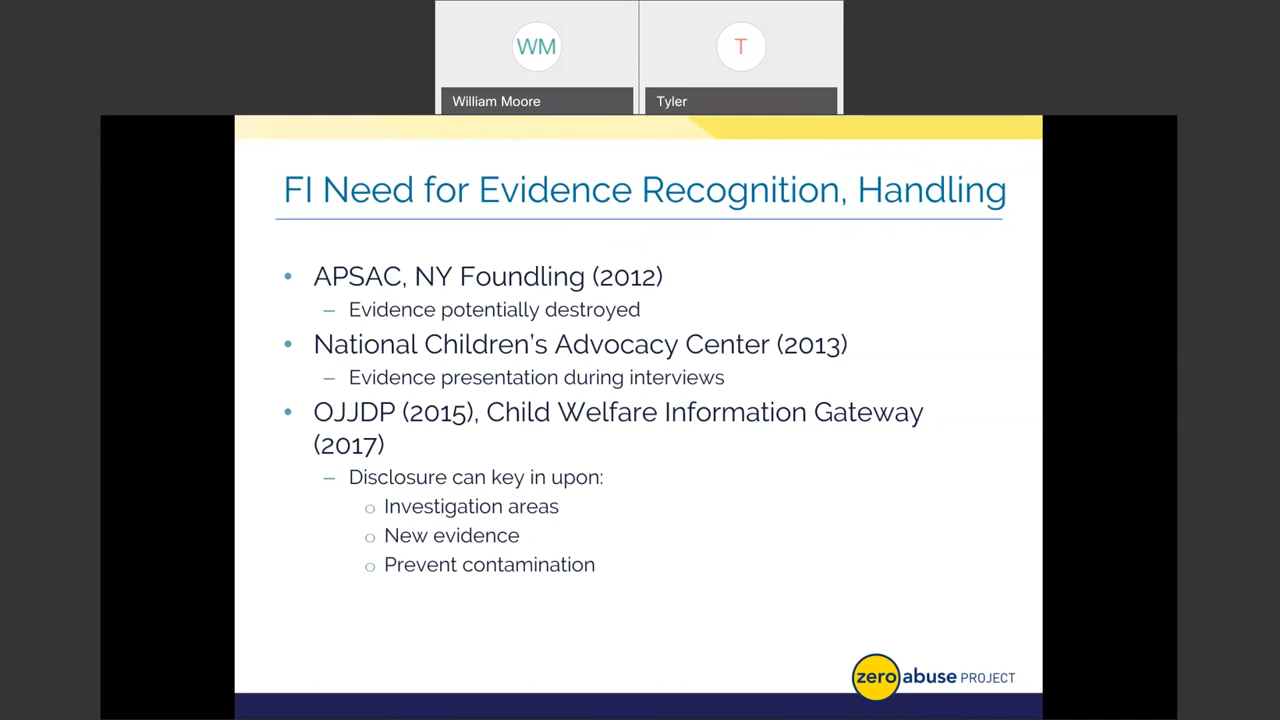 WM
T
William Moore
Tyler
FI Need for Evidence Recognition, Handling
• APSAC, NY Foundling (2012)
– Evidence potentially destroyed
• National Children’s Advocacy Center (2013)
– Evidence presentation during interviews
• OJJDP (2015), Child Welfare Information Gateway
(2017)
– Disclosure can key in upon:
o Investigation areas
o New evidence
o Prevent contamination
zero abuse PROJECT